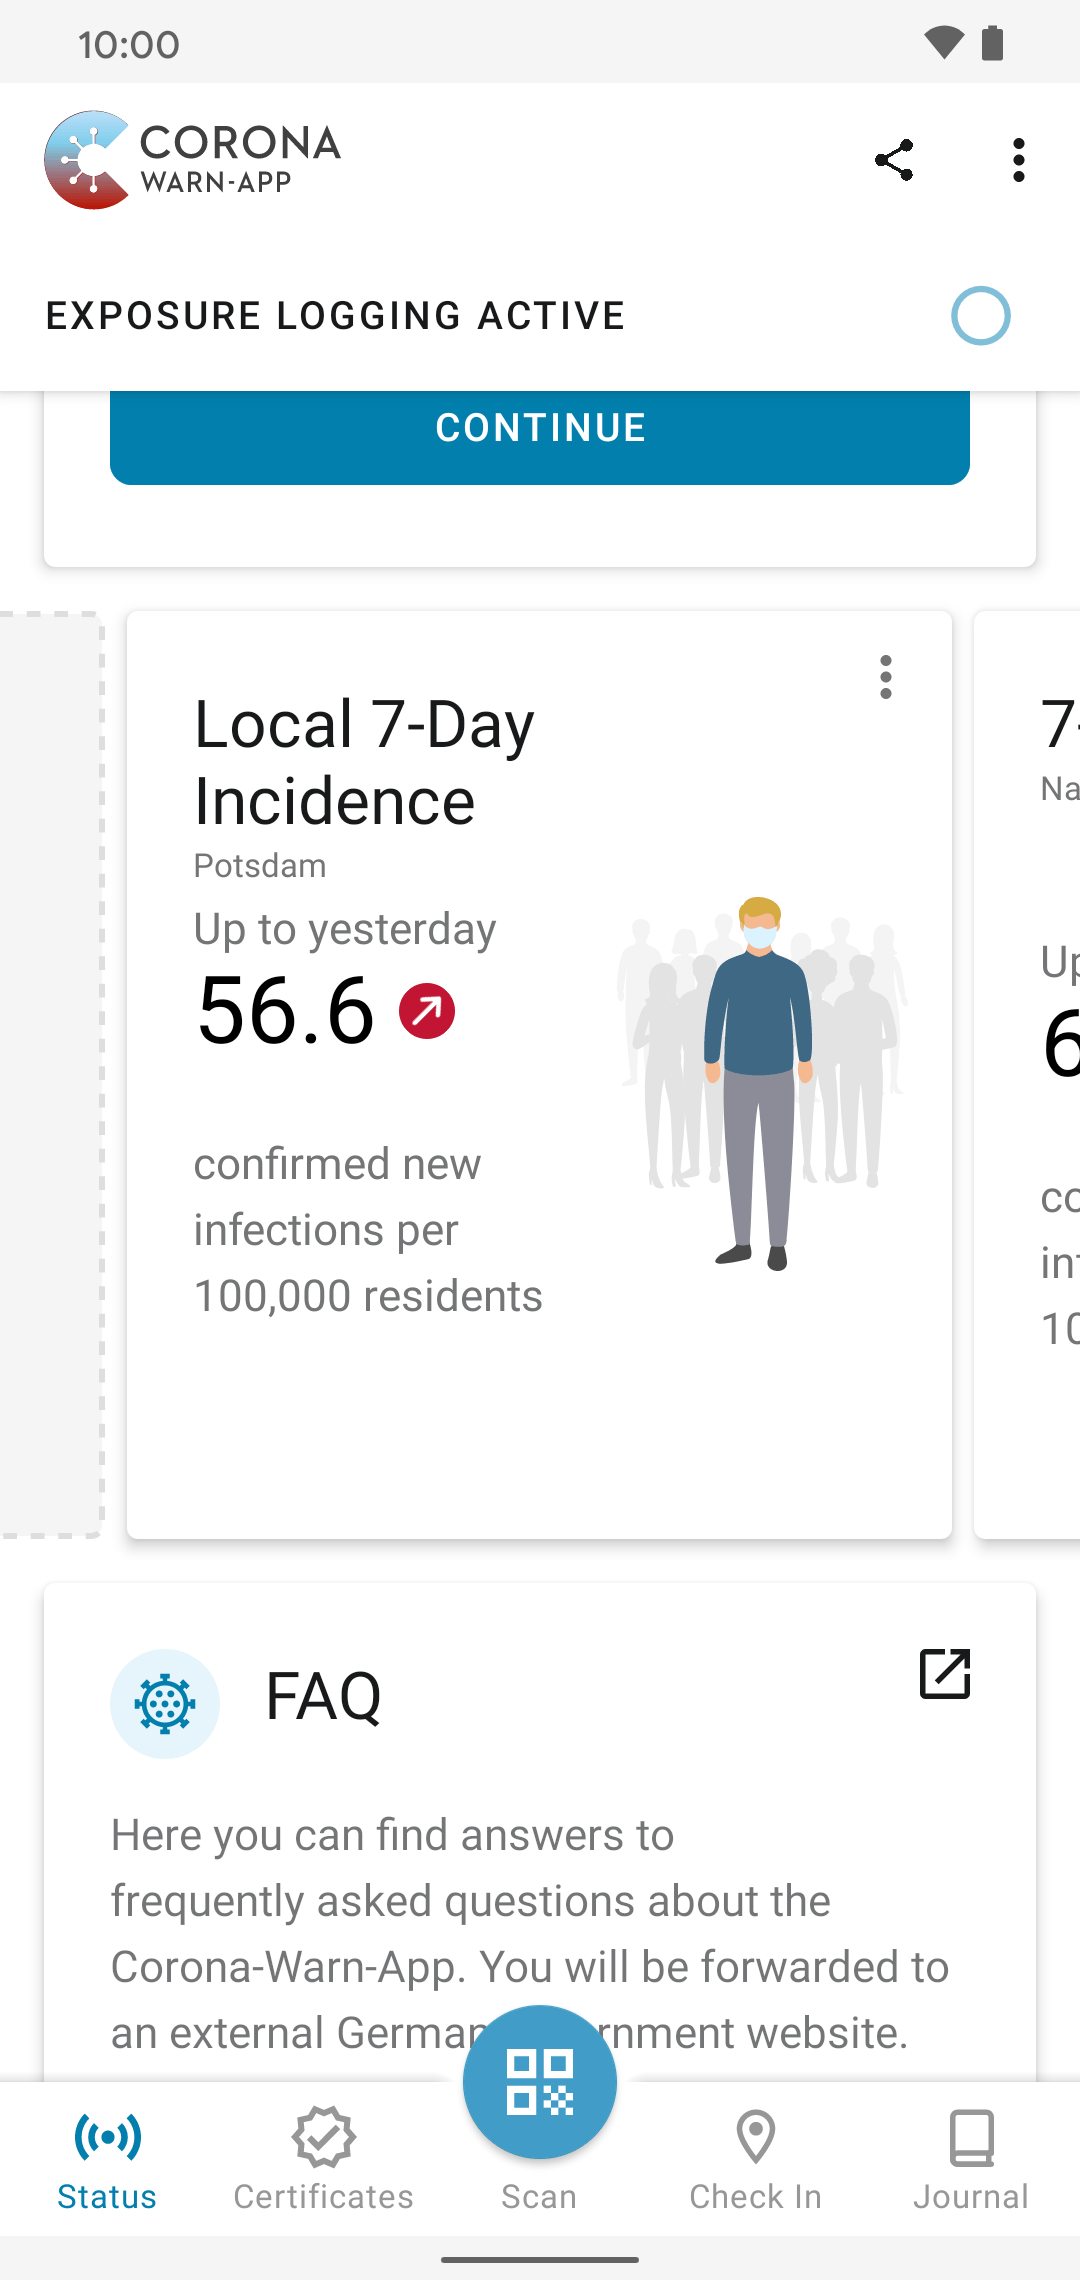 10:00
CORONA
WARN-APP
EXPOSURE LOGGING ACTIVE
CONTINUE
Local 7-Day
Incidence
Potsdam
Up to yesterday
56.6
confirmed new
infections per
100,000 residents
7-
Na
Up
6
co
10
FAQ
Here you can find answers to
frequently asked questions about the
Corona-Warn-App. You will be forwarded to
an external German rnment website.
Status
Certificates
Scan
Check In
Journal